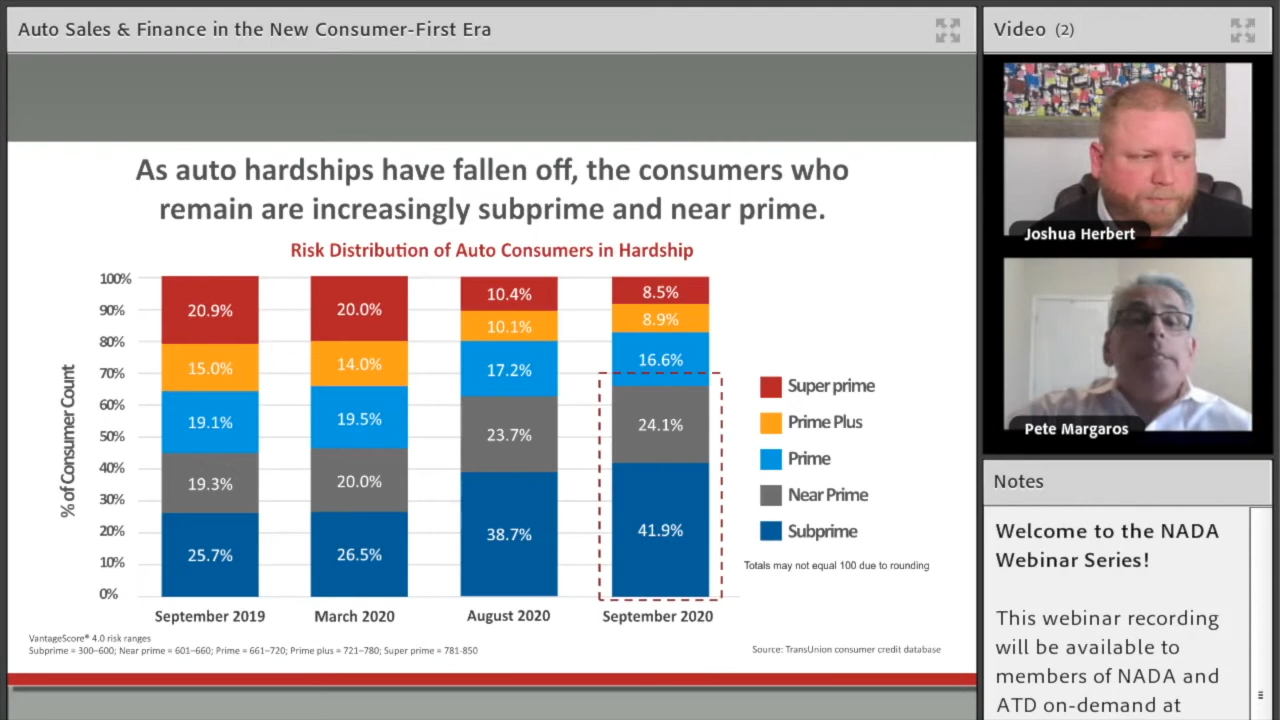 Auto Sales & Finance in the New Consumer-First Era
As auto hardships have fallen off, the consumers who
remain are increasingly subprime and near prime.
Risk Distribution of Auto Consumers in Hardship
% of Consumer Count
100%
90%
80%
70%
60%
50%
40%
30%
20%
10%
0%
20.9%
15.0%
19.1%
19.3%
25.7%
September 2019
20.0%
14.0%
19.5%
20.0%
26.5%
March 2020
10.4%
10.1%
17.2%
23.7%
38.7%
August 2020
8.5%
8.9%
16.6%
24.1%
41.9%
September 2020
Super prime
Prime Plus
Prime
Near Prime
Subprime
Totals may not equal 100 due to rounding
VantageScore® 4.0 risk ranges
Subprime = 300–600; Near prime = 601–660; Prime = 661–720; Prime plus = 721–780; Super prime = 781-850
Source: TransUnion consumer credit database
Video (2)
Joshua Herbert
Pete Margaros
Notes
Welcome to the NADA
Webinar Series!
This webinar recording
will be available to
members of NADA and
ATD on-demand at